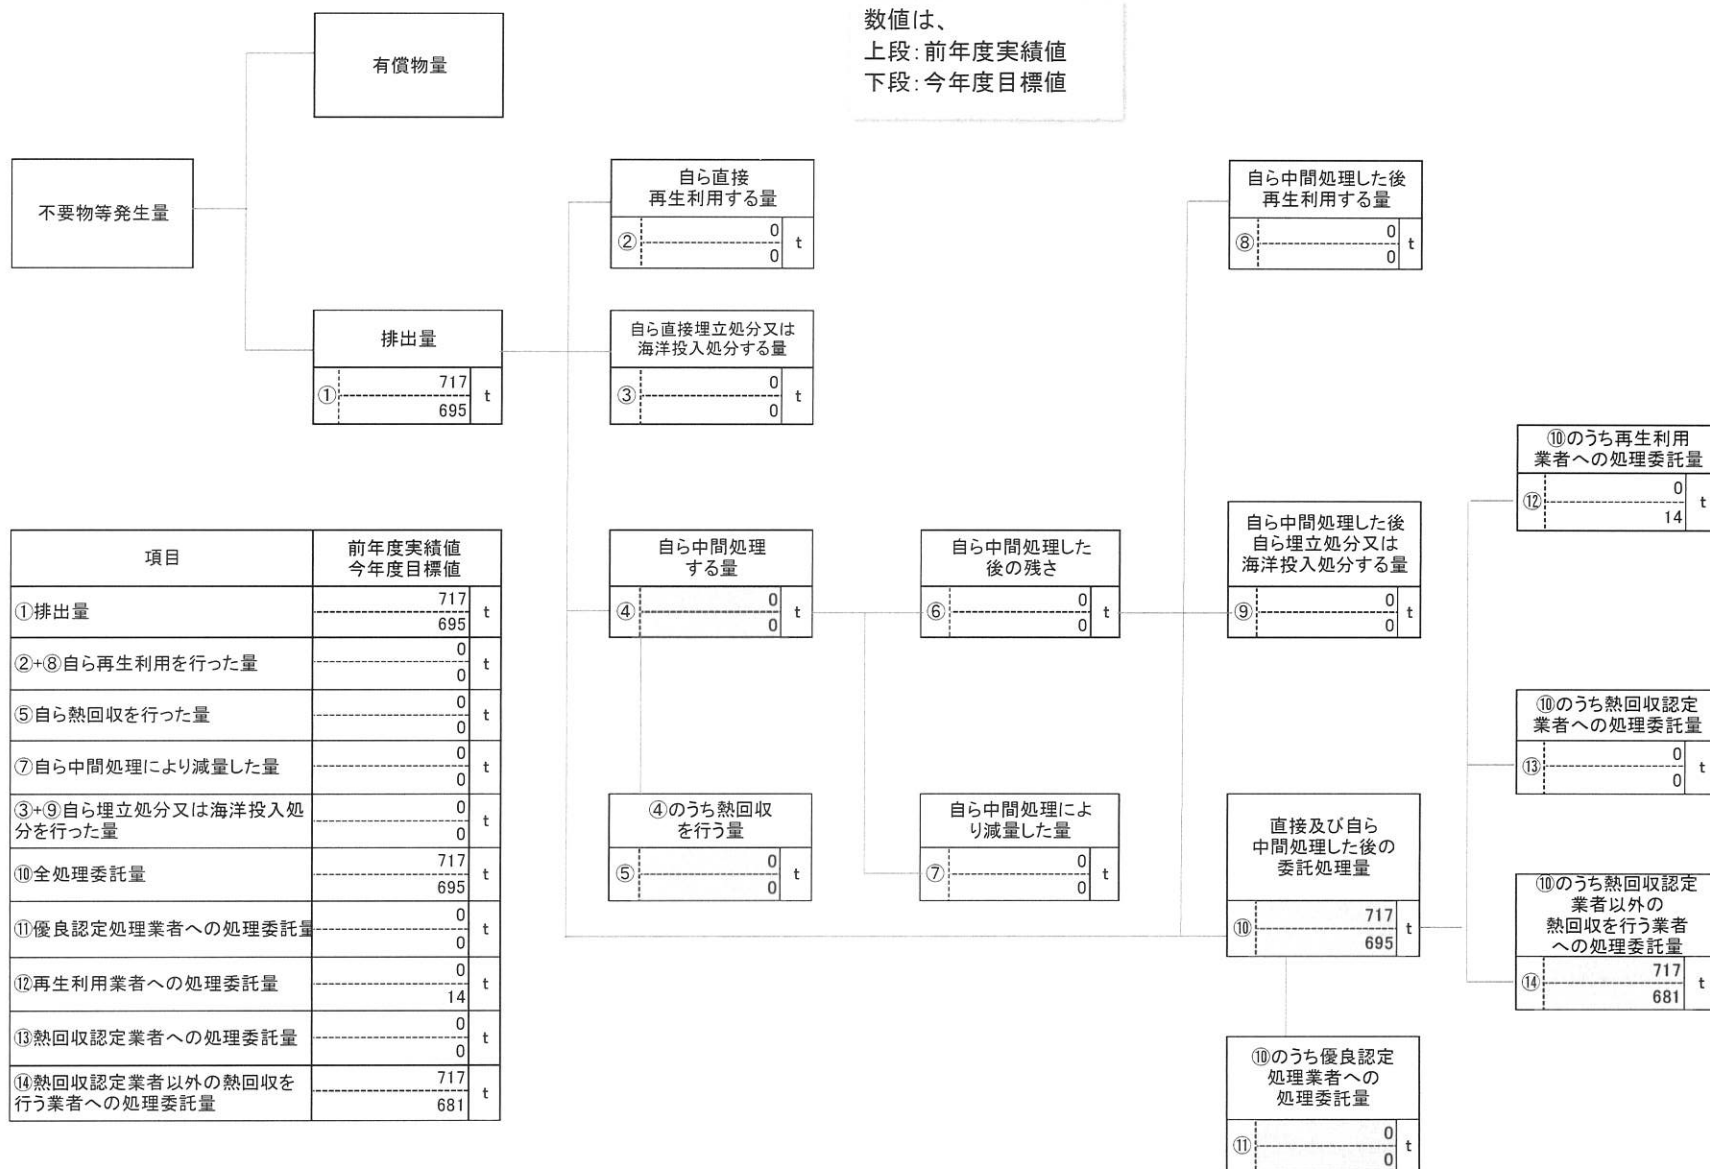 数値は、
上段：前年度実績値
下段：今年度目標値
有償物量
不要物等発生量
排出量
① 717 t
695
自ら直接
再生利用する量
② 0 t
0
自ら直接埋立処分又は
海洋投入処分する量
③ 0 t
0
自ら中間処理した後
再生利用する量
⑧ 0 t
0
自ら中間処理
する量
④ 0 t
0
自ら中間処理した
後の残さ
⑥ 0 t
0
自ら中間処理した後
自ら埋立処分又は
海洋投入処分する量
⑨ 0 t
0
④のうち熱回収
を行う量
⑤ 0 t
0
自ら中間処理によ
り減量した量
⑦ 0 t
0
直接及び自ら
中間処理した後の
委託処理量
⑩ 717 t
695
⑩のうち優良認定
処理業者への
処理委託量
⑪ 0 t
0
⑩のうち再生利用
業者への処理委託量
⑫ 0 t
14
⑩のうち熱回収認定
業者への処理委託量
⑬ 0 t
0
⑩のうち熱回収認定
業者以外の
熱回収を行う業者
への処理委託量
⑭ 717 t
681
項目 前年度実績値
今年度目標値
①排出量 717 t
695
②+⑧自ら再生利用を行った量 0 t
0
⑤自ら熱回収を行った量 0 t
0
⑦自ら中間処理により減量した量 0 t
0
③+⑨自ら埋立処分又は海洋投入処 0 t
分を行った量 0
⑩全処理委託量 717 t
695
⑪優良認定処理業者への処理委託量 0 t
0
⑫再生利用業者への処理委託量 0 t
14
⑬熱回収認定業者への処理委託量 0 t
0
⑭熱回収認定業者以外の熱回収を 717 t
行う業者への処理委託量 681